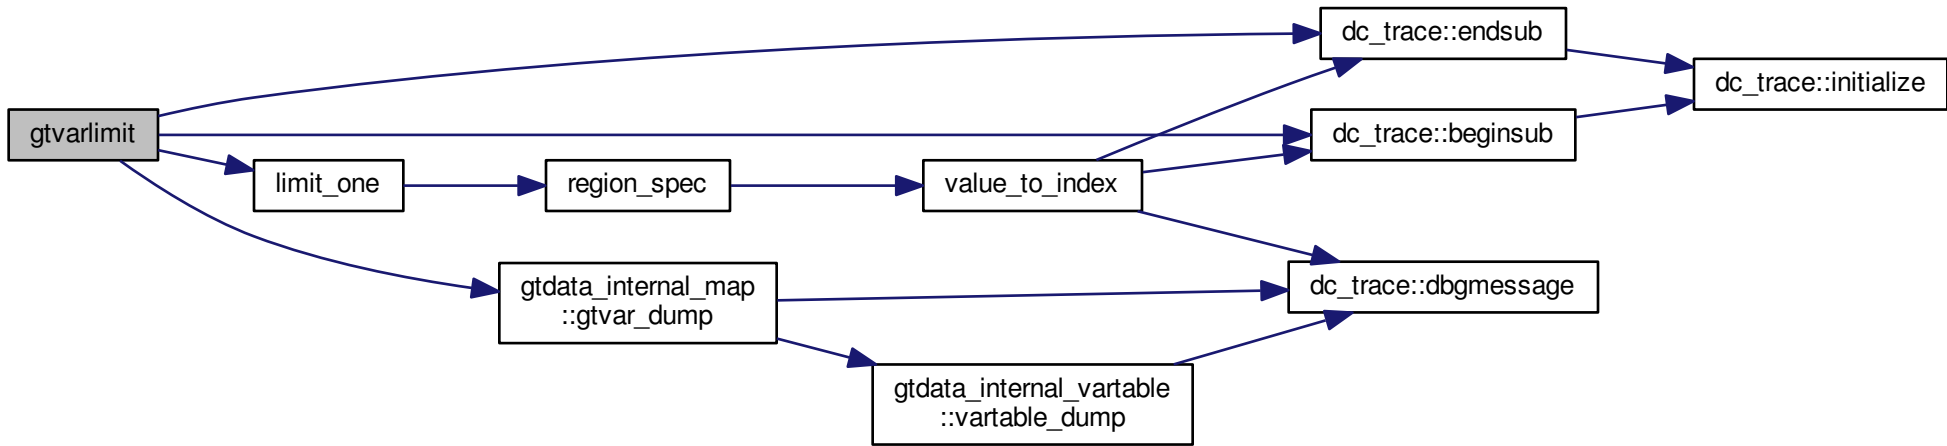 dc_trace::endsub
dc_trace::initialize
gtvarlimit
dc_trace::beginsub
limit_one
region_spec
value_to_index
gtdata_internal_map
::gtvar_dump
dc_trace::dbgmessage
gtdata_internal_vartable
::vartable_dump